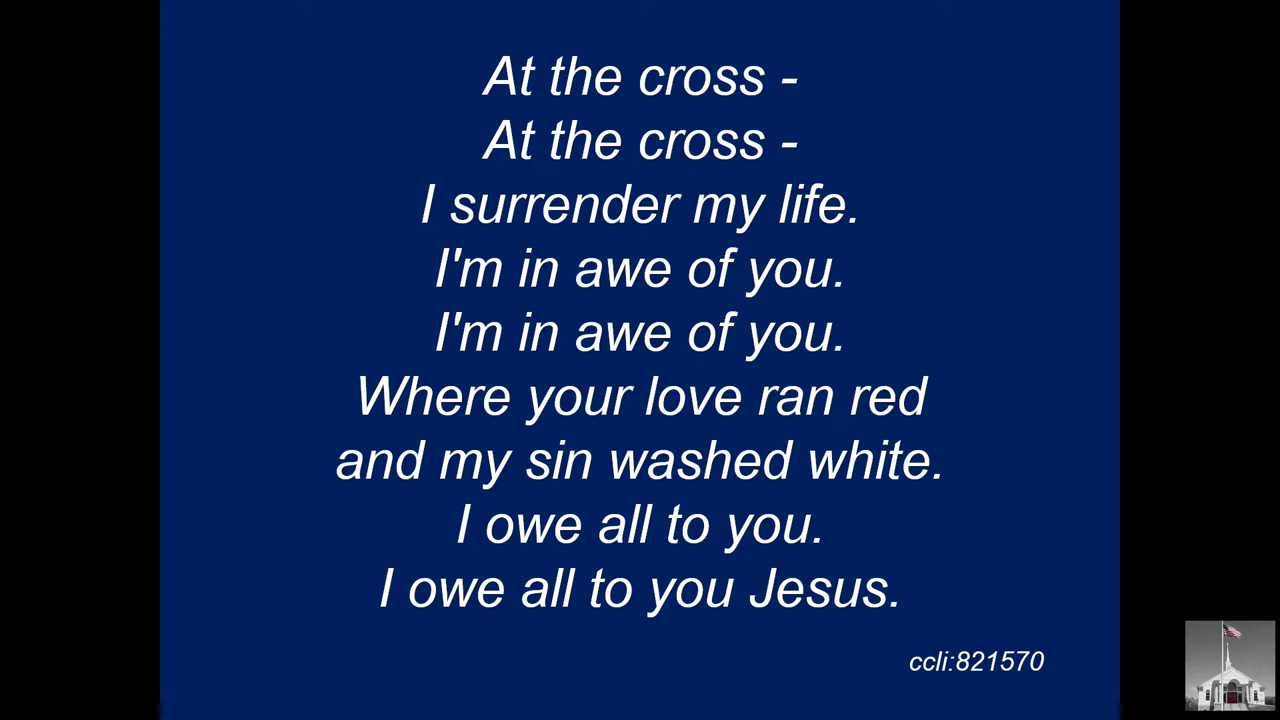 At the cross -
At the cross -
I surrender my life.
I'm in awe of you.
I'm in awe of you.
Where your love ran red
and my sin washed white.
I owe all to you.
I owe all to you Jesus.
ccli:821570